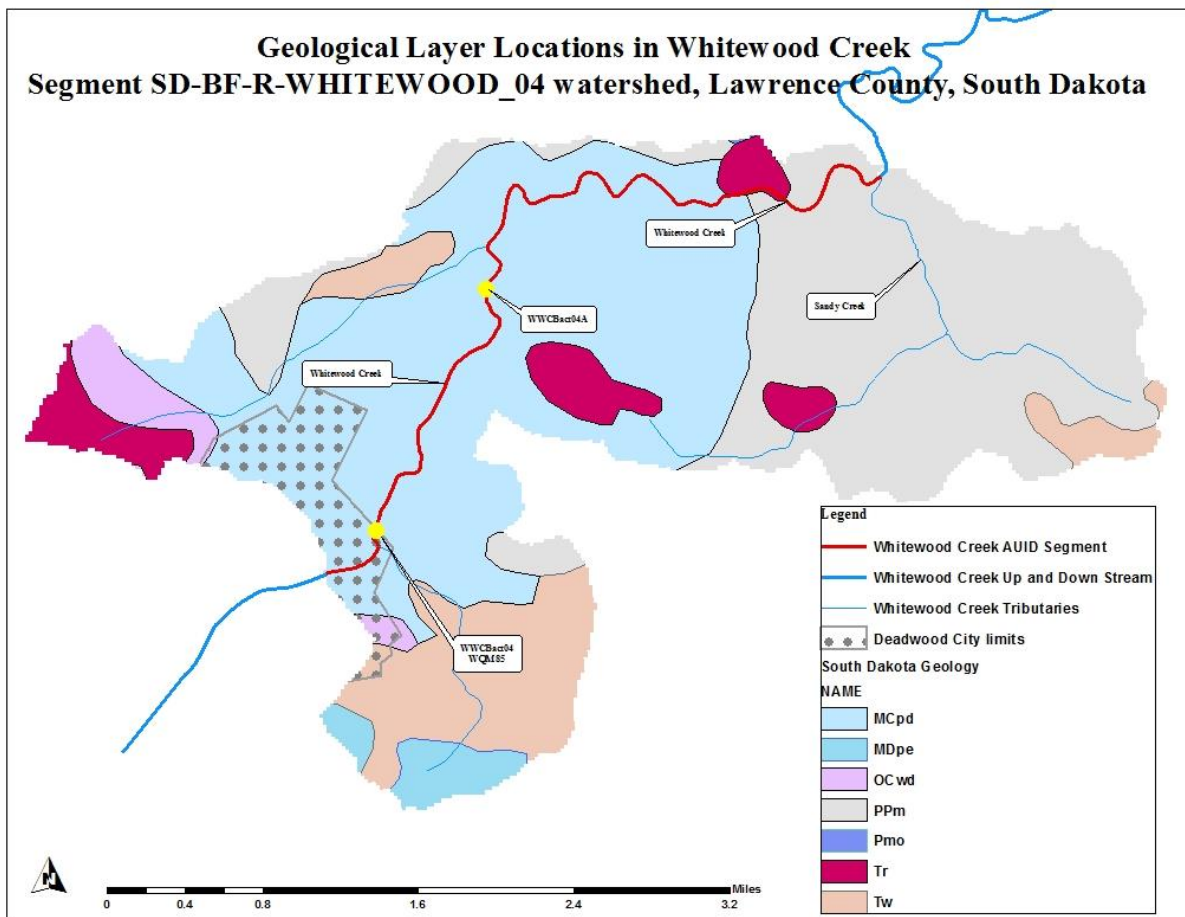 Geological Layer Locations in Whitewood Creek
Segment SD-BF-R-WHITEWOOD_04 watershed, Lawrence County, South Dakota
Whitewood Creek
Sandy Creek
WWCBact04A
Whitewood Creek
WWCBact04
WQM85
Legend
Whitewood Creek AUID Segment
Whitewood Creek Up and Down Stream
Whitewood Creek Tributaries
Deadwood City limits
South Dakota Geology
NAME
MCpd
MDpe
OCwd
PPm
Pmo
Tr
Tw
N
Miles
0 0.4 0.8 1.6 2.4 3.2